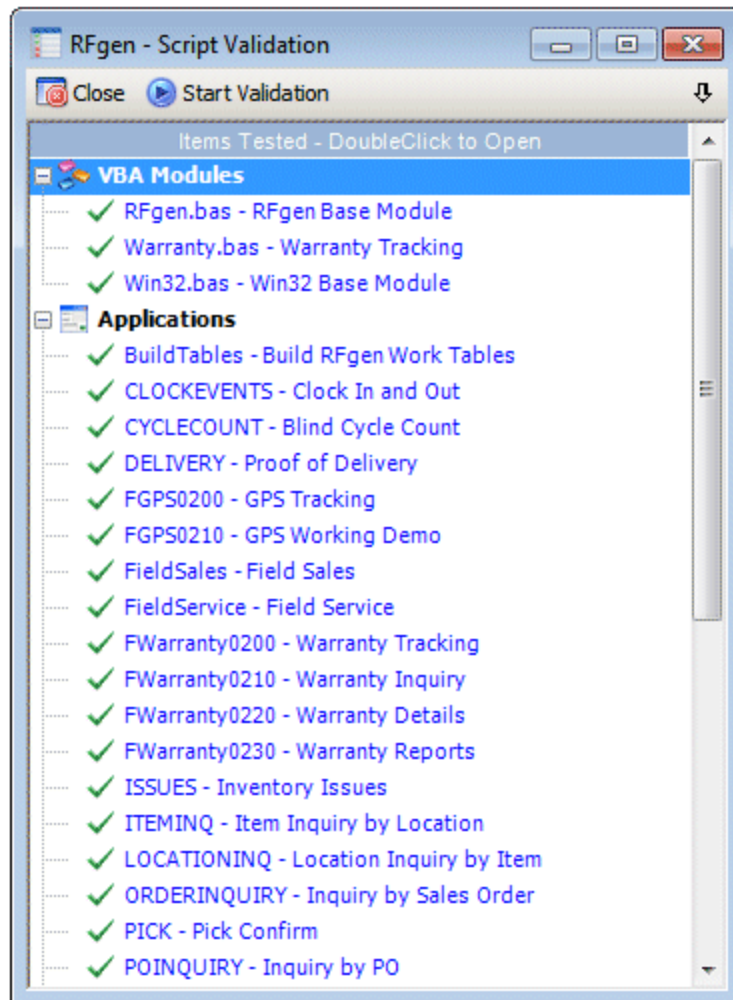 RFgen - Script Validation
Close Start Validation
Items Tested - DoubleClick to Open
VBA Modules
RFgen.bas - RFgen Base Module
Warranty.bas - Warranty Tracking
Win32.bas - Win32 Base Module
Applications
BuildTables - Build RFgen Work Tables
CLOCKEVENTS - Clock In and Out
CYCLECOUNT - Blind Cycle Count
DELIVERY - Proof of Delivery
FGPS0200 - GPS Tracking
FGPS0210 - GPS Working Demo
FieldSales - Field Sales
FieldService - Field Service
FWarranty0200 - Warranty Tracking
FWarranty0210 - Warranty Inquiry
FWarranty0220 - Warranty Details
FWarranty0230 - Warranty Reports
ISSUES - Inventory Issues
ITEMINQ - Item Inquiry by Location
LOCATIONINQ - Location Inquiry by Item
ORDERINQUIRY - Inquiry by Sales Order
PICK - Pick Confirm
POINQUIRY - Inquiry by PO